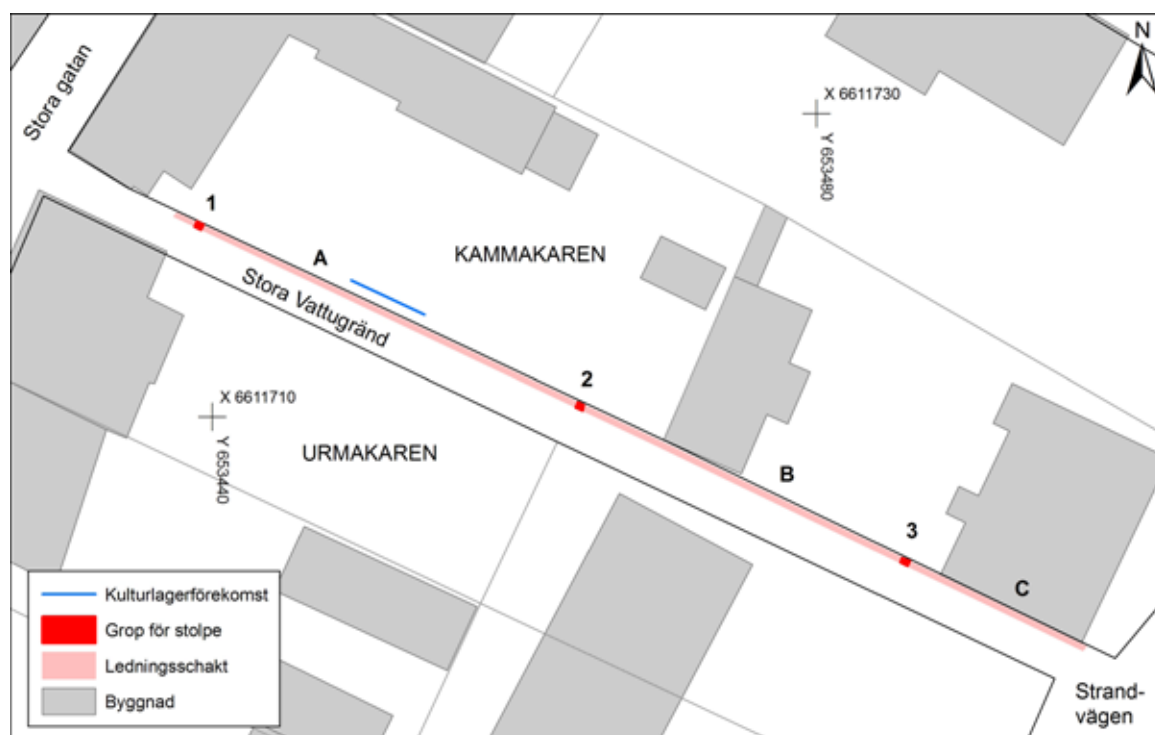 N
Stora gatan
X 6611730
Y 653480
1
A
KAMMAKAREN
Stora Vattugränd
2
X 6611710
Y 653440
URMAKAREN
B
3
C
Kulturlagerförekomst
Grop för stolpe
Ledningsschakt
Byggnad
Strand-
vägen